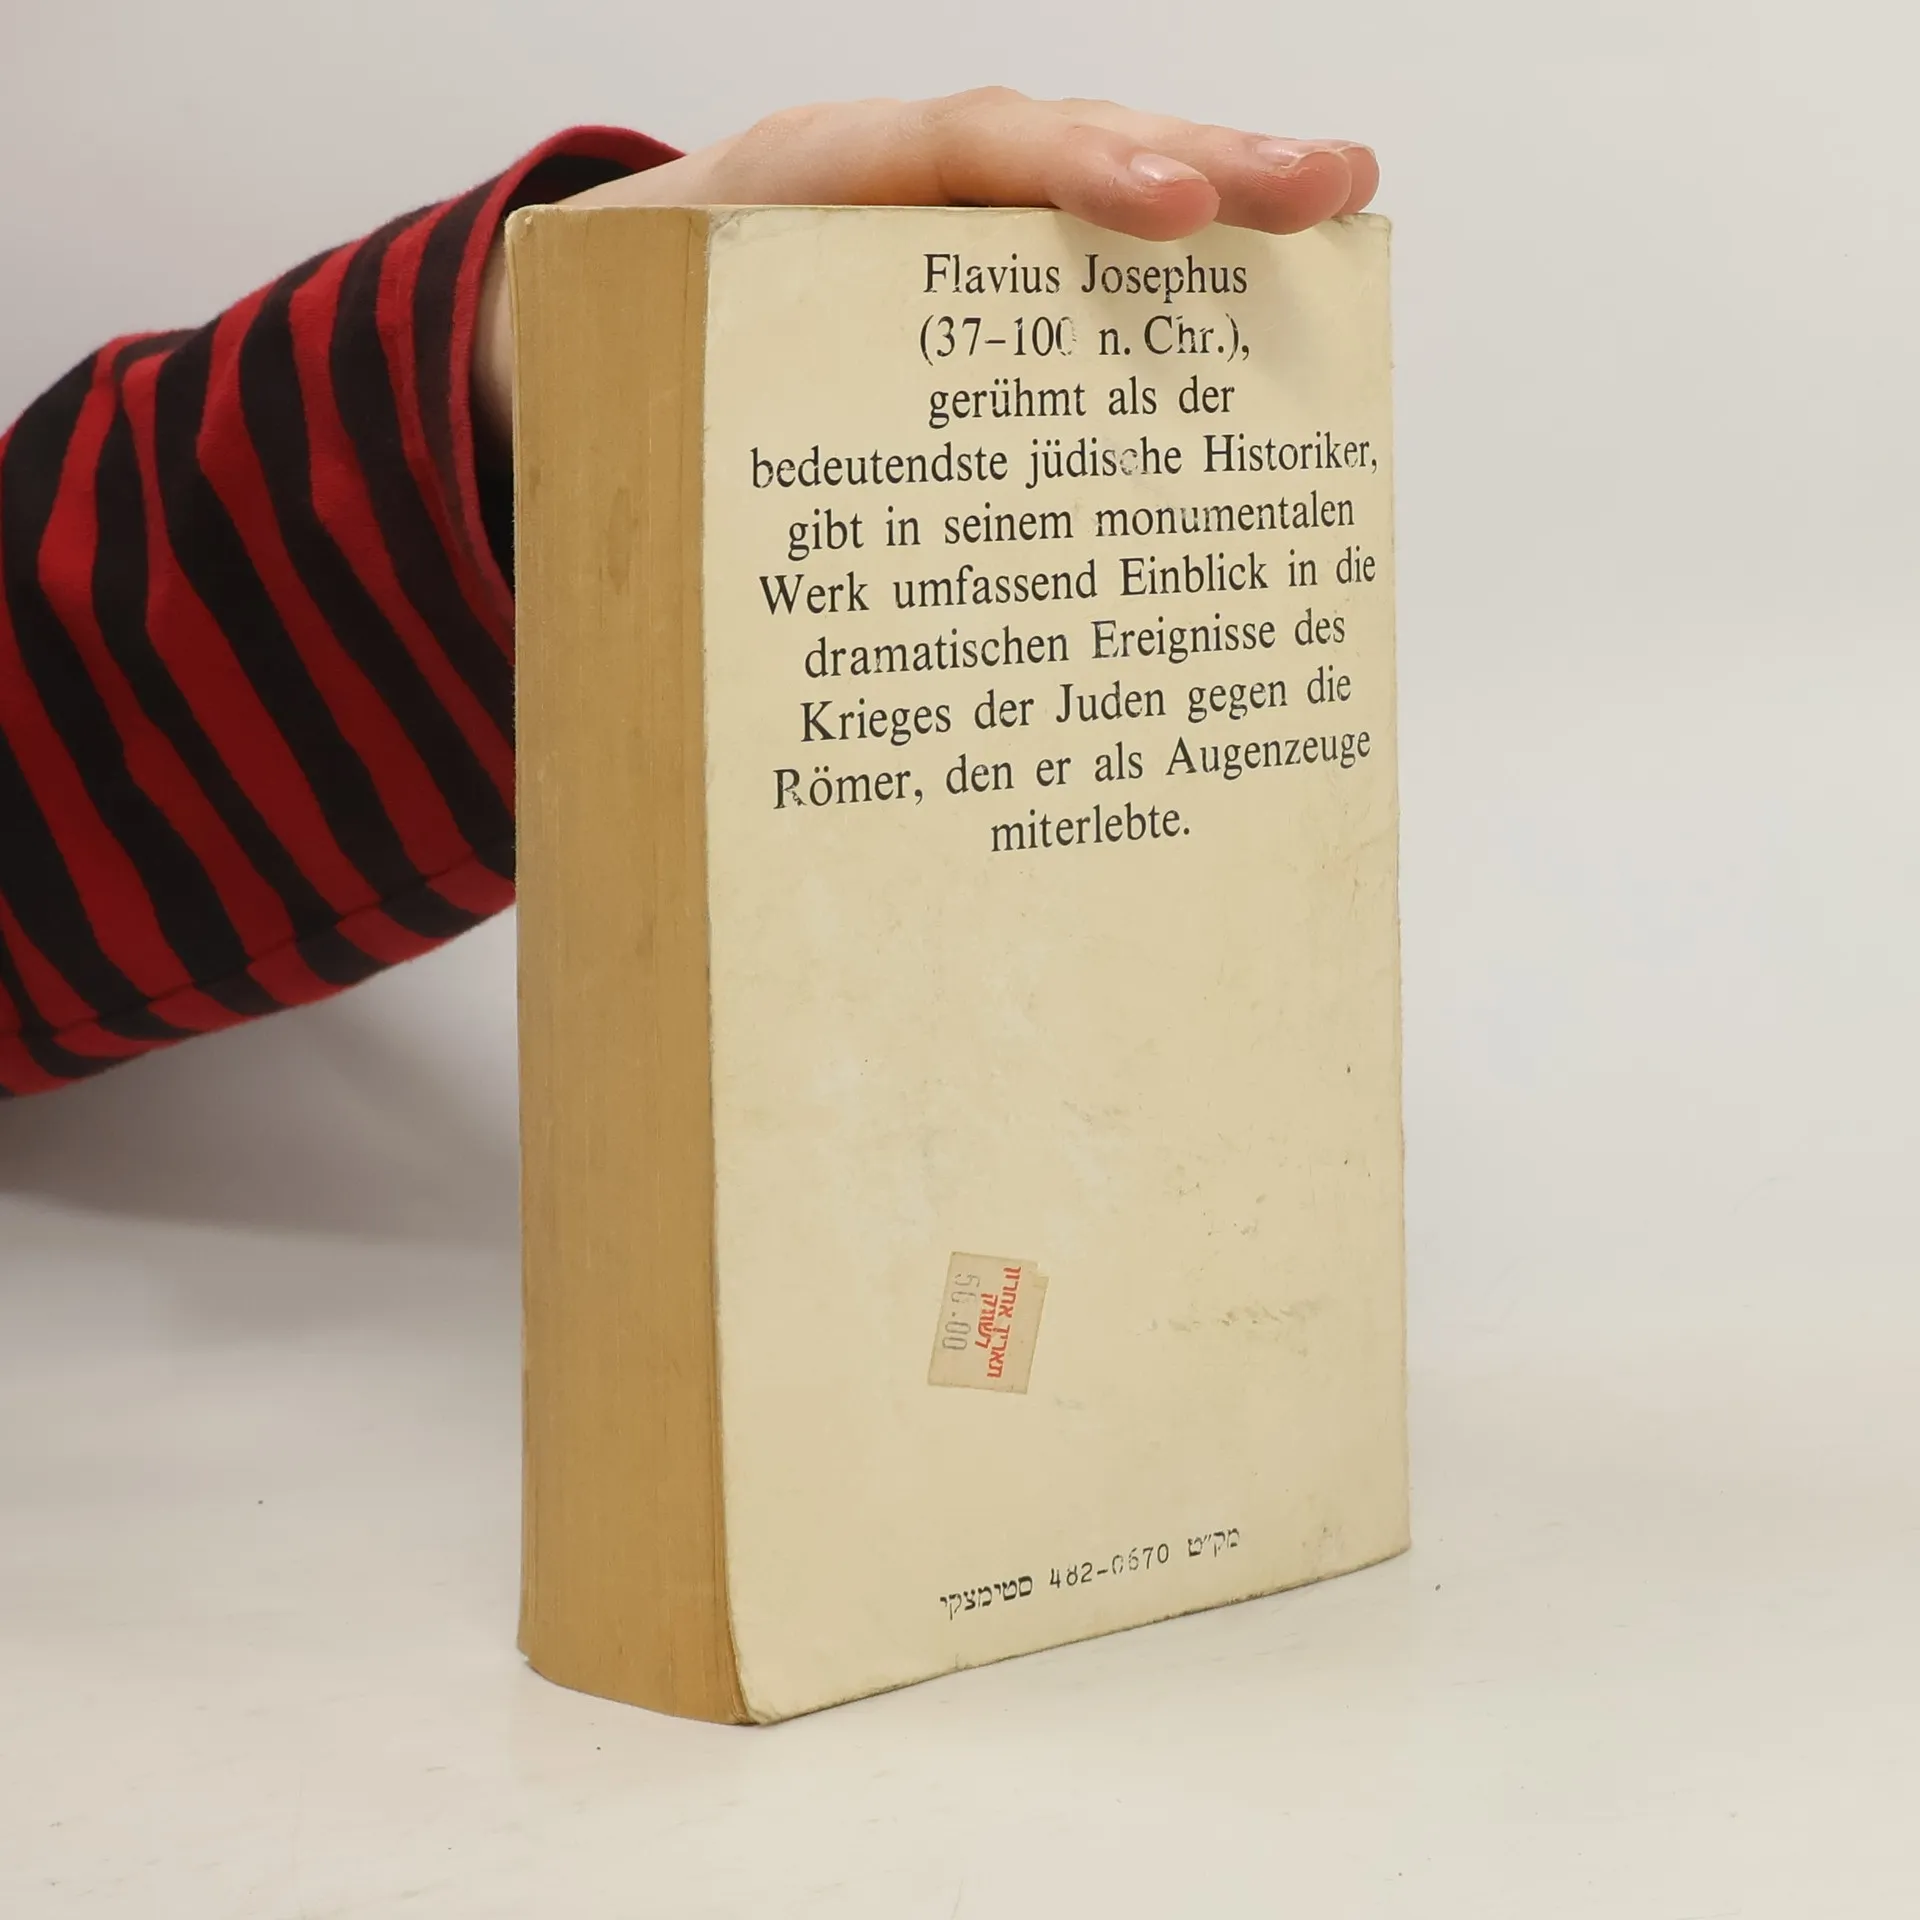 Flavius Josephus
(37–100 n. Chr.),
gerühmt als der
bedeutendste jüdische Historiker,
gibt in seinem monumentalen
Werk umfassend Einblick in die
dramatischen Ereignisse des
Krieges der Juden gegen die
Römer, den er als Augenzeuge
miterlebte.
56.00
מק״ט 482-0670 סטימצקי